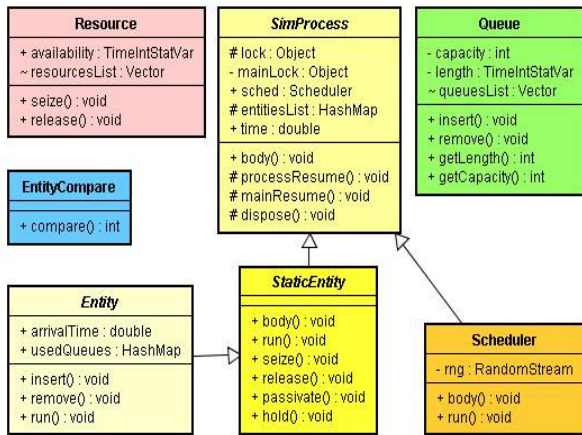 Resource
+ availability : TimeIntStatVar
~ resourcesList : Vector
+ seize() : void
+ release() : void
SimProcess
# lock : Object
- mainLock : Object
+ sched : Scheduler
# entitiesList : HashMap
+ time : double
+ body() : void
# processResume() : void
# mainResume() : void
# dispose() : void
Queue
- capacity : int
- length : TimeIntStatVar
~ queuesList : Vector
+ insert() : void
+ remove() : void
+ getLength() : int
+ getCapacity() : int
EntityCompare
+ compare() : int
Entity
+ arrivalTime : double
+ usedQueues : HashMap
+ insert() : void
+ remove() : void
+ run() : void
StaticEntity
+ body() : void
+ run() : void
+ seize() : void
+ release() : void
+ passivate() : void
+ hold() : void
Scheduler
- rng : RandomStream
+ body() : void
+ run() : void